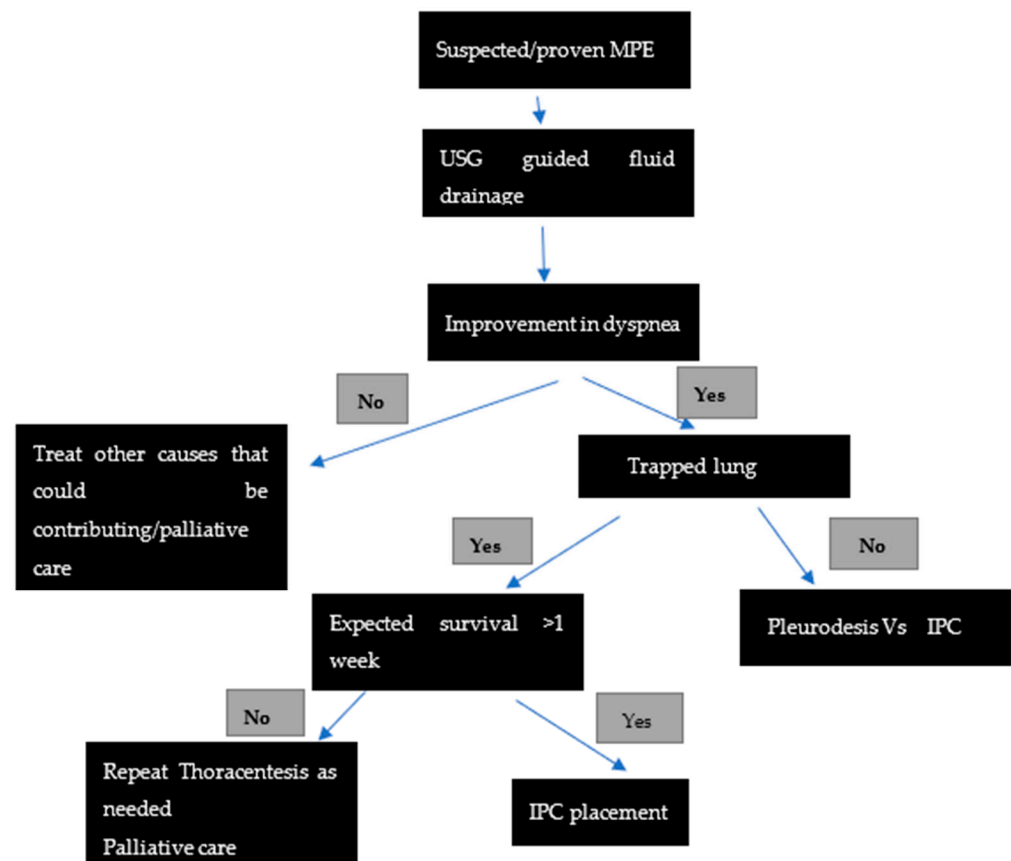 Suspected/proven MPE
USG guided fluid
drainage
Improvement in dyspnea
No
Yes
Treat other causes that
could be
contributing/palliative
care
Trapped lung
Yes
No
Expected survival >1
week
Pleurodesis Vs IPC
No
Yes
Repeat Thoracentesis as
needed
Palliative care
IPC placement